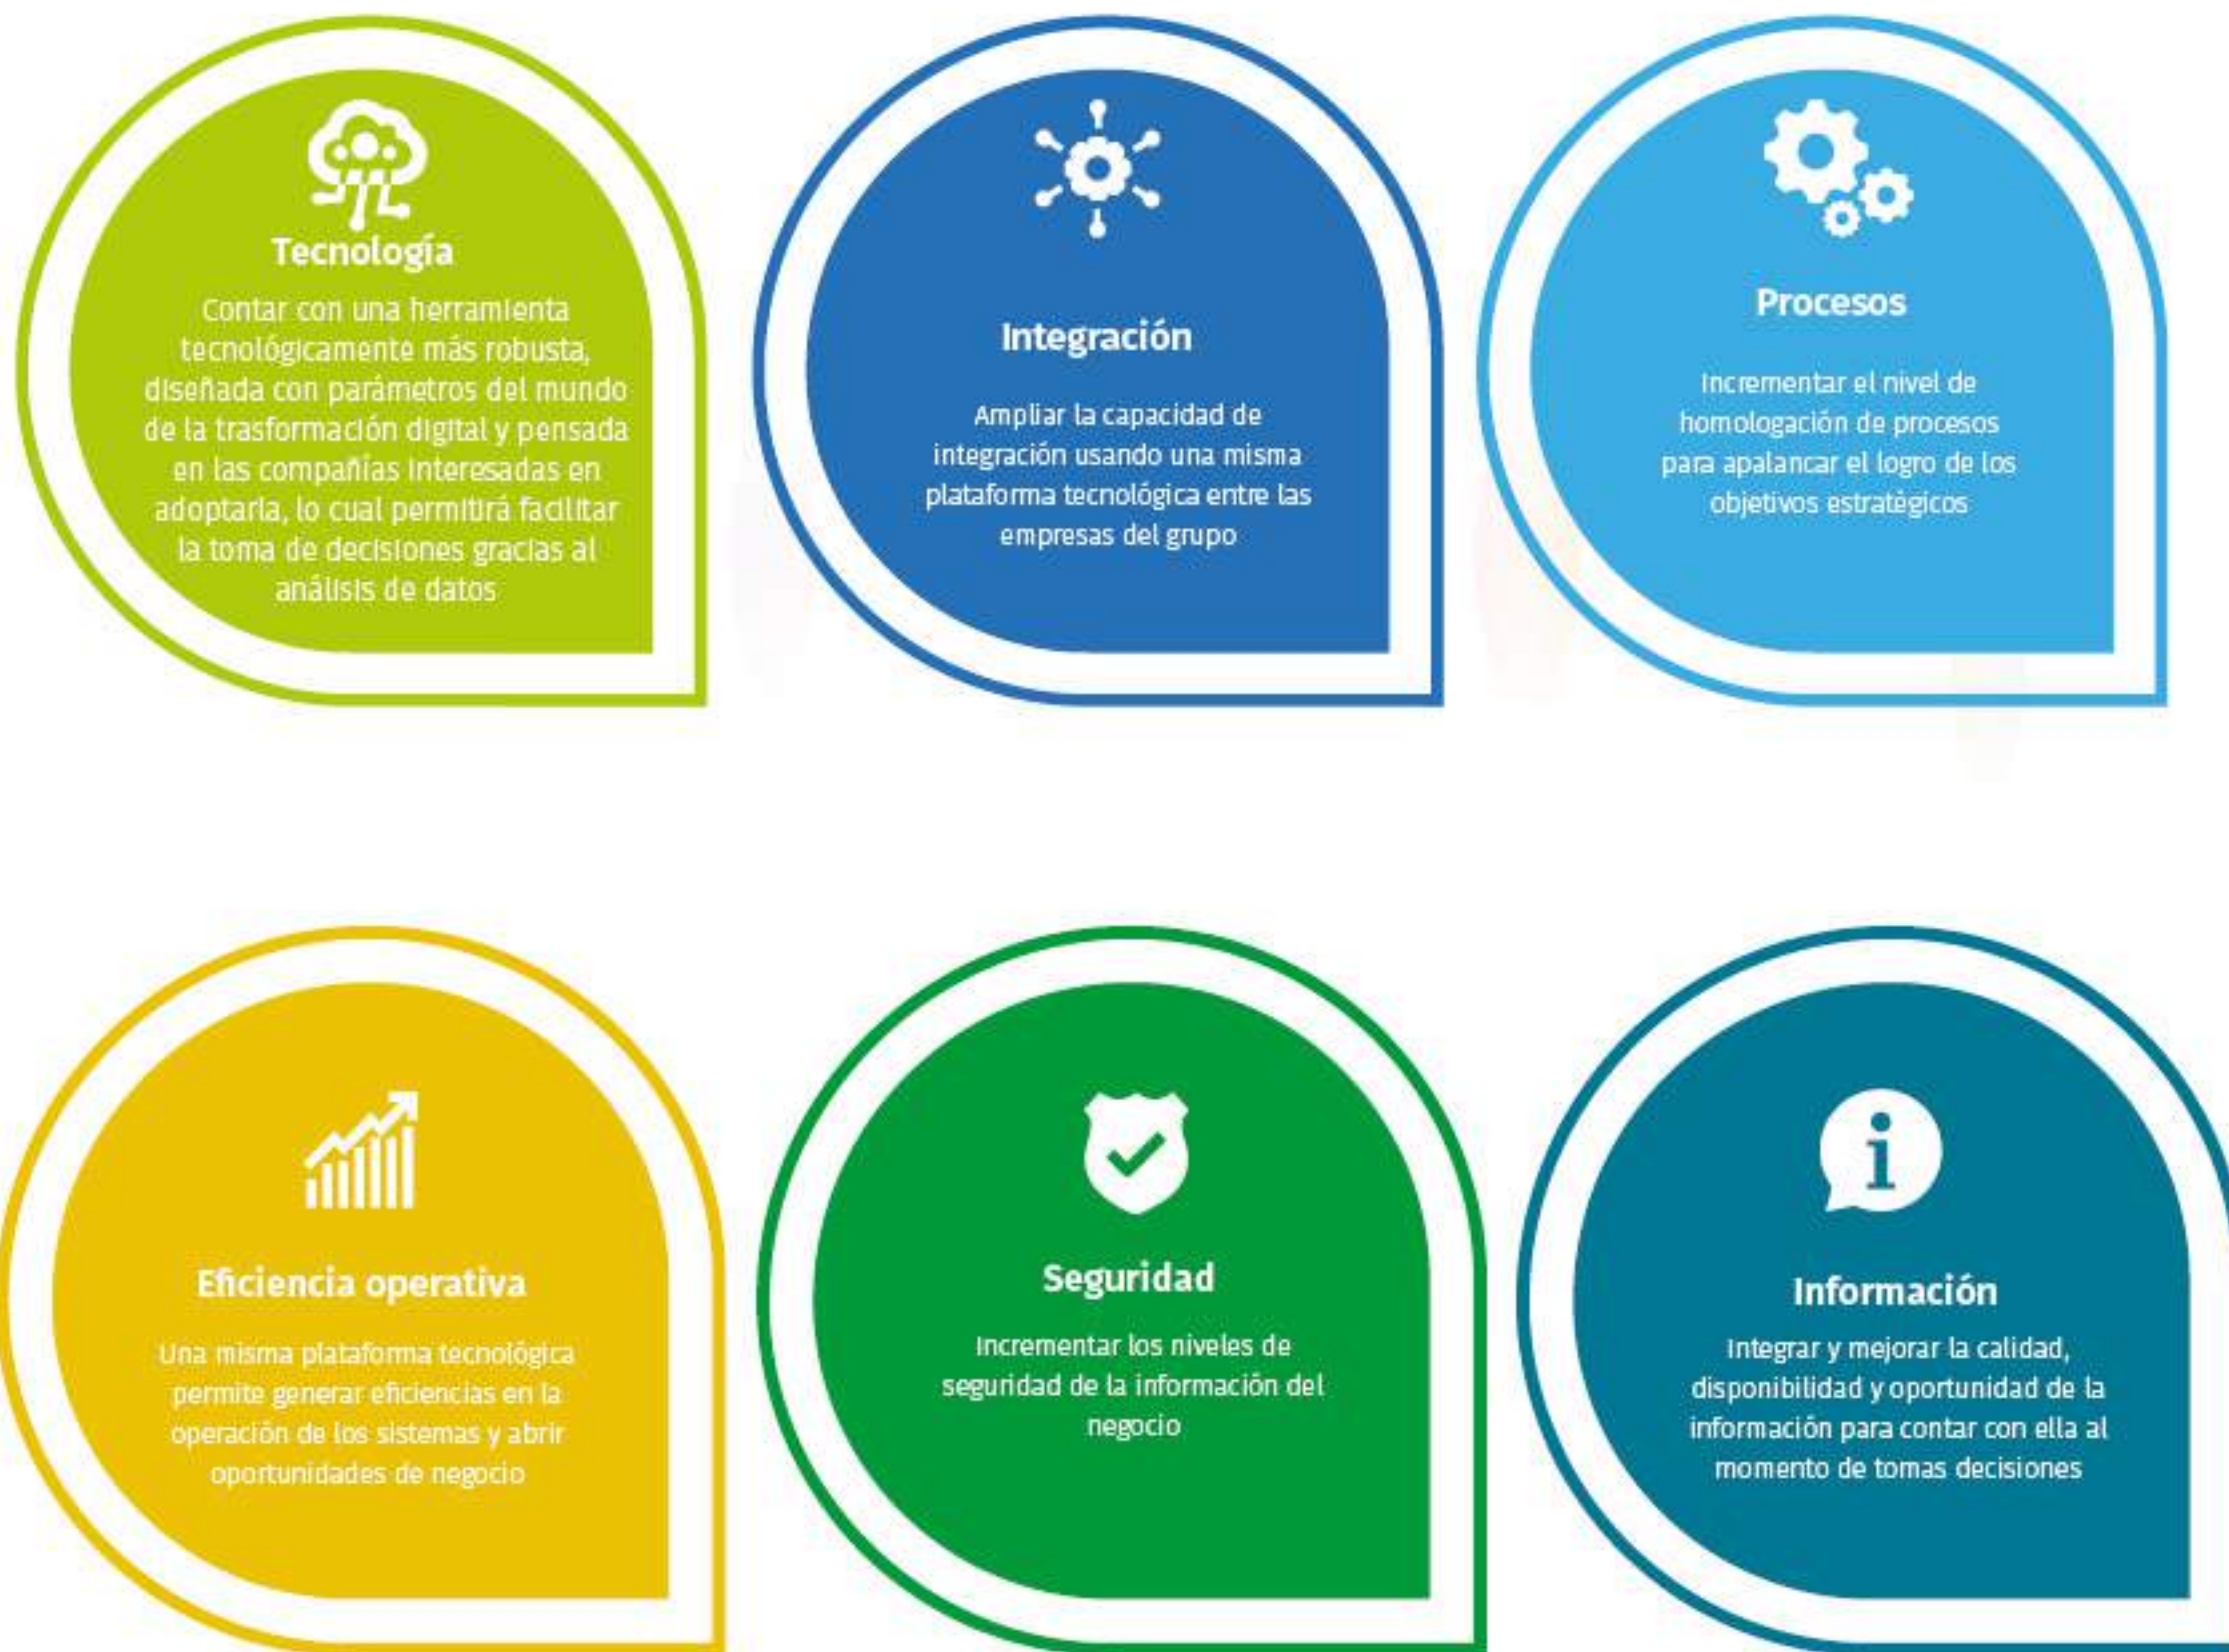 Tecnología
Contar con una herramienta
tecnológicamente más robusta,
diseñada con parámetros del mundo
de la trasformación digital y pensada
en las compañías interesadas en
adoptarla, lo cual permitirá facilitar
la toma de decisiones gracias al
análisis de datos
Integración
Ampliar la capacidad de
integración usando una misma
plataforma tecnológica entre las
empresas del grupo
Procesos
Incrementar el nivel de
homologación de procesos
para apalancar el logro de los
objetivos estratégicos
Eficiencia operativa
Una misma plataforma tecnológica
permite generar eficiencias en la
operación de los sistemas y abrir
oportunidades de negocio
Seguridad
Incrementar los niveles de
seguridad de la información del
negocio
Información
Integrar y mejorar la calidad,
disponibilidad y oportunidad de la
información para contar con ella al
momento de tomas decisiones